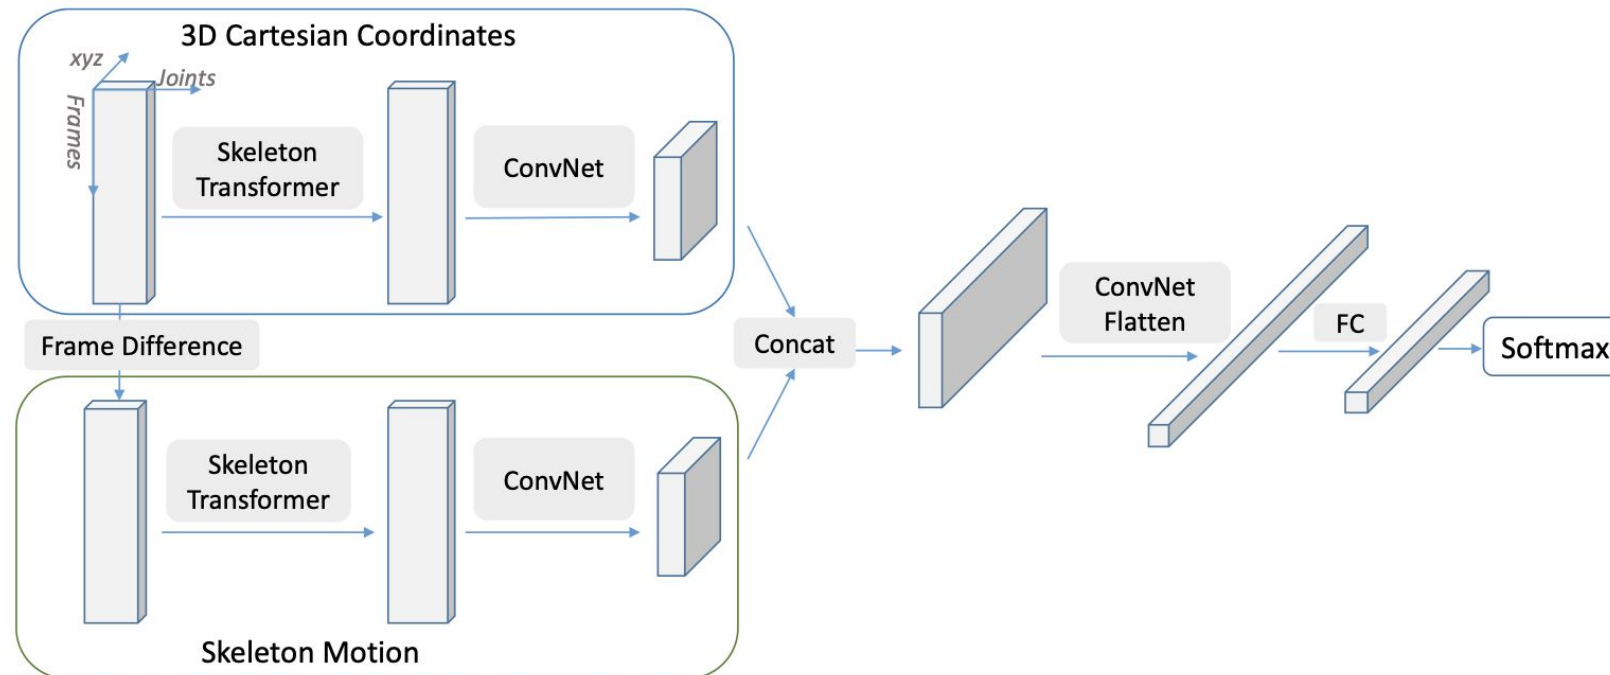 3D Cartesian Coordinates
xyz
Joints
Frames
Skeleton
Transformer
ConvNet
Frame Difference
Skeleton
Transformer
ConvNet
Skeleton Motion
Concat
ConvNet
Flatten
FC
Softmax